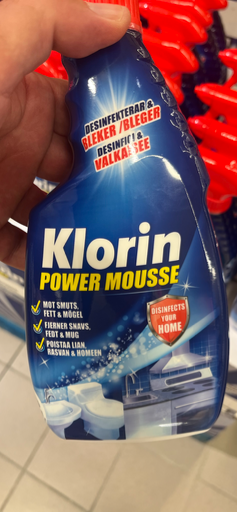 DESINFEKTERAR &
BLEKER/BLEGER
DESINFIOI &
VALKAISEE
Klorin
POWER MOUSSE
MOT SMUTS,
FETT & MÖGEL
FJERNER SNAVS,
FEDT & MUG
POISTAA LIAN,
RASVAN & HOMEEN
DISINFECTS
YOUR
HOME